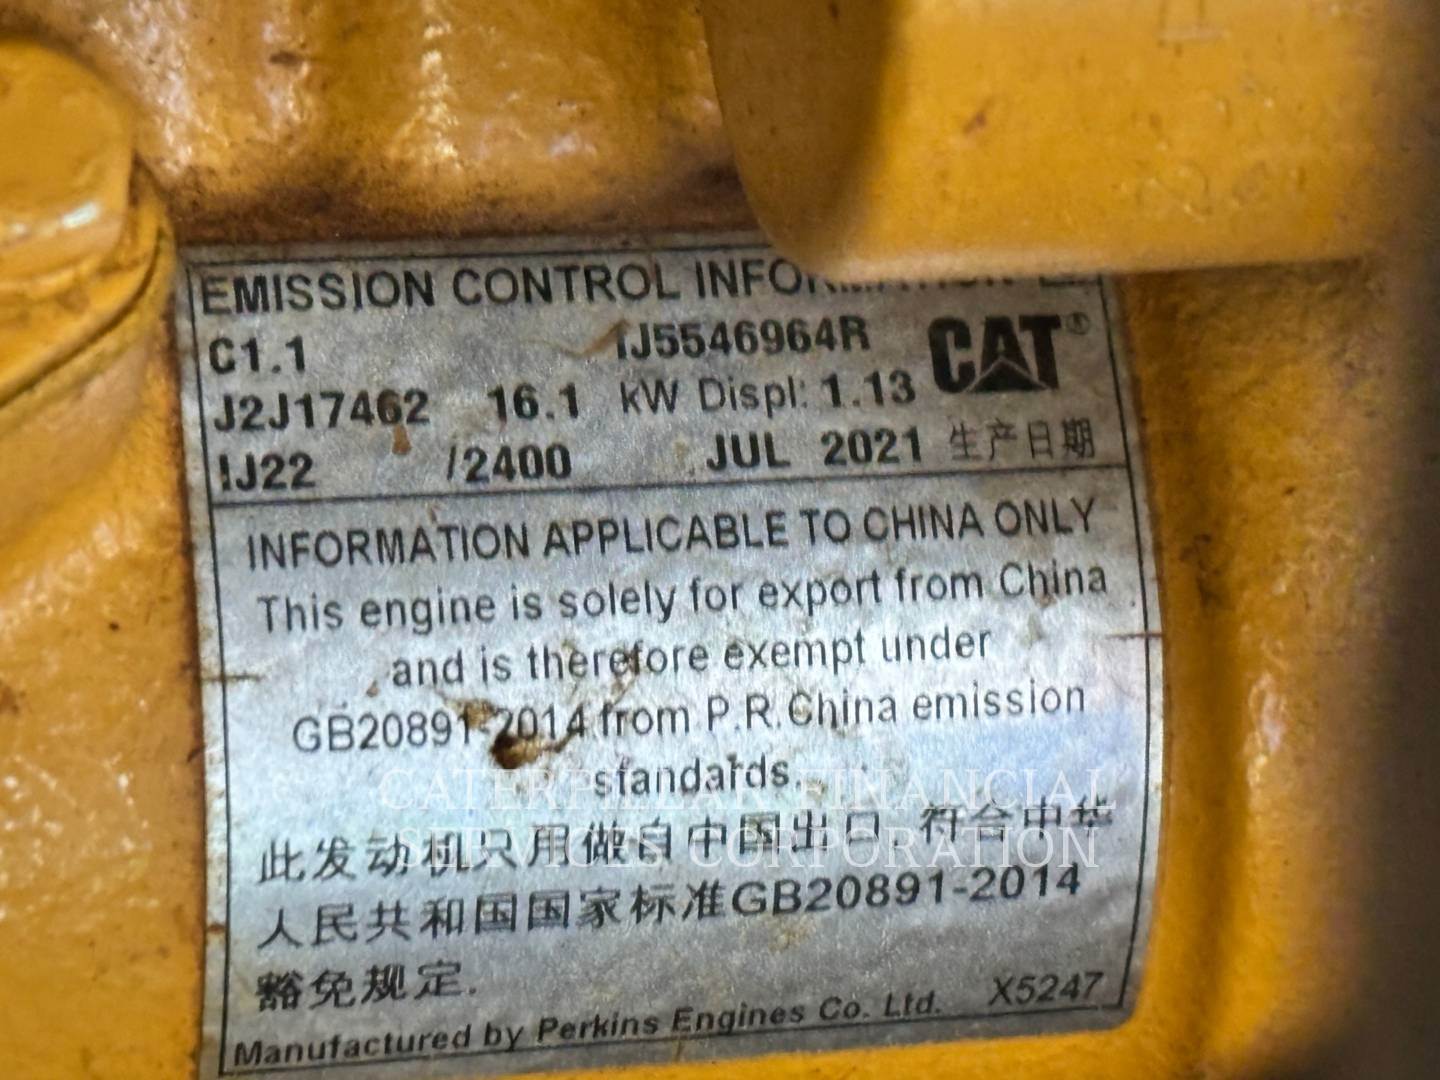 EMISSION CONTROL INFORMATION
C1.1 IJ5546964R CAT®
J2J17462 16.1 kW Displ: 1.13
IJ22 /2400 JUL 2021 生产日期
INFORMATION APPLICABLE TO CHINA ONLY
This engine is solely for export from China
and is therefore exempt under
GB20891-2014 from P.R.China emission
standards.
此发动机只用做自中国出口,符合中华
人民共和国国家标准GB20891-2014
豁免规定.
Manufactured by Perkins Engines Co. Ltd. X5247
CATERPILLAR FINANCIAL
SERVICES CORPORATION